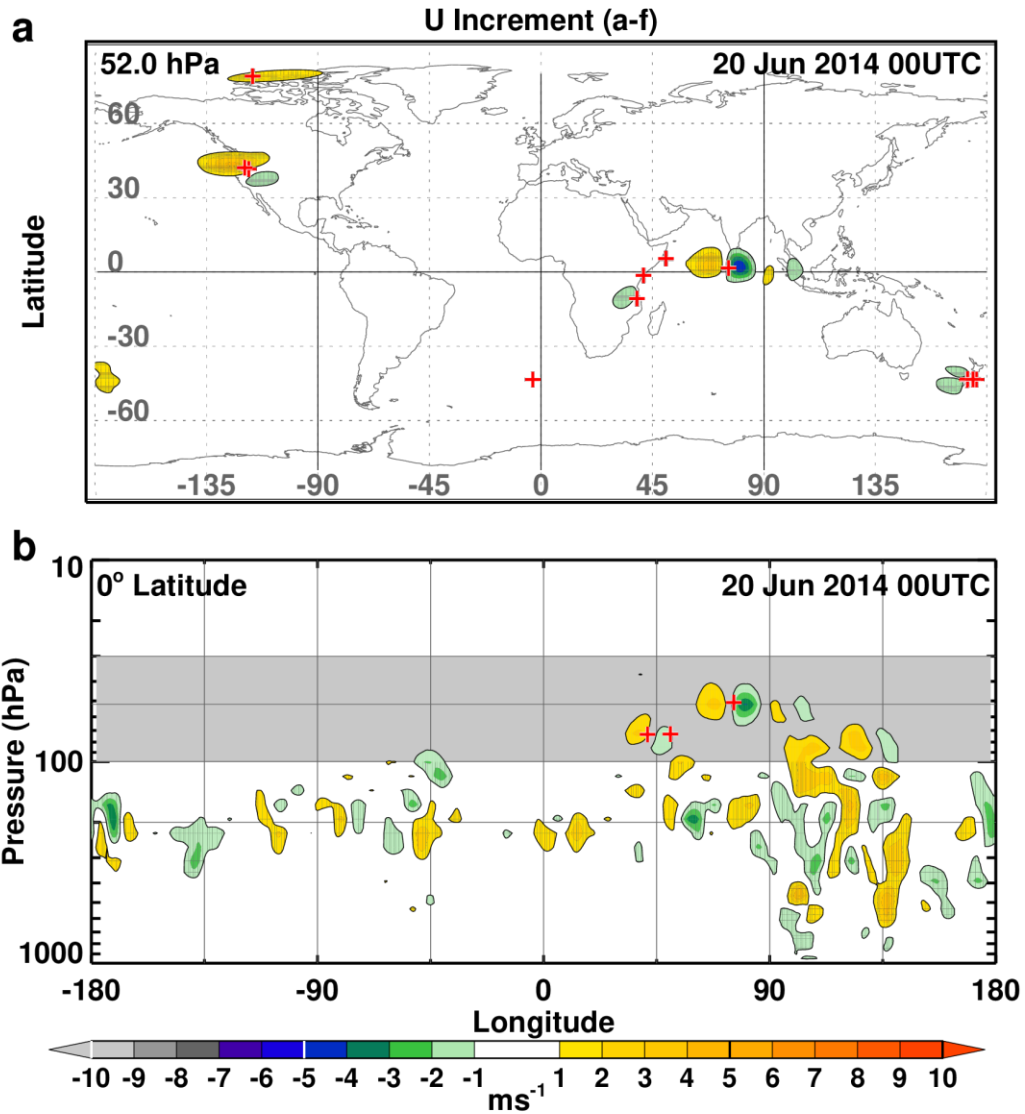 a
U Increment (a-f)
52.0 hPa
20 Jun 2014 00UTC
Latitude
60
30
0
-30
-60
-135 -90 -45 0 45 90 135
b
0° Latitude
20 Jun 2014 00UTC
Pressure (hPa)
10
100
1000
-180 -90 0 90 180
Longitude
-10 -9 -8 -7 -6 -5 -4 -3 -2 -1 1 2 3 4 5 6 7 8 9 10
ms⁻¹